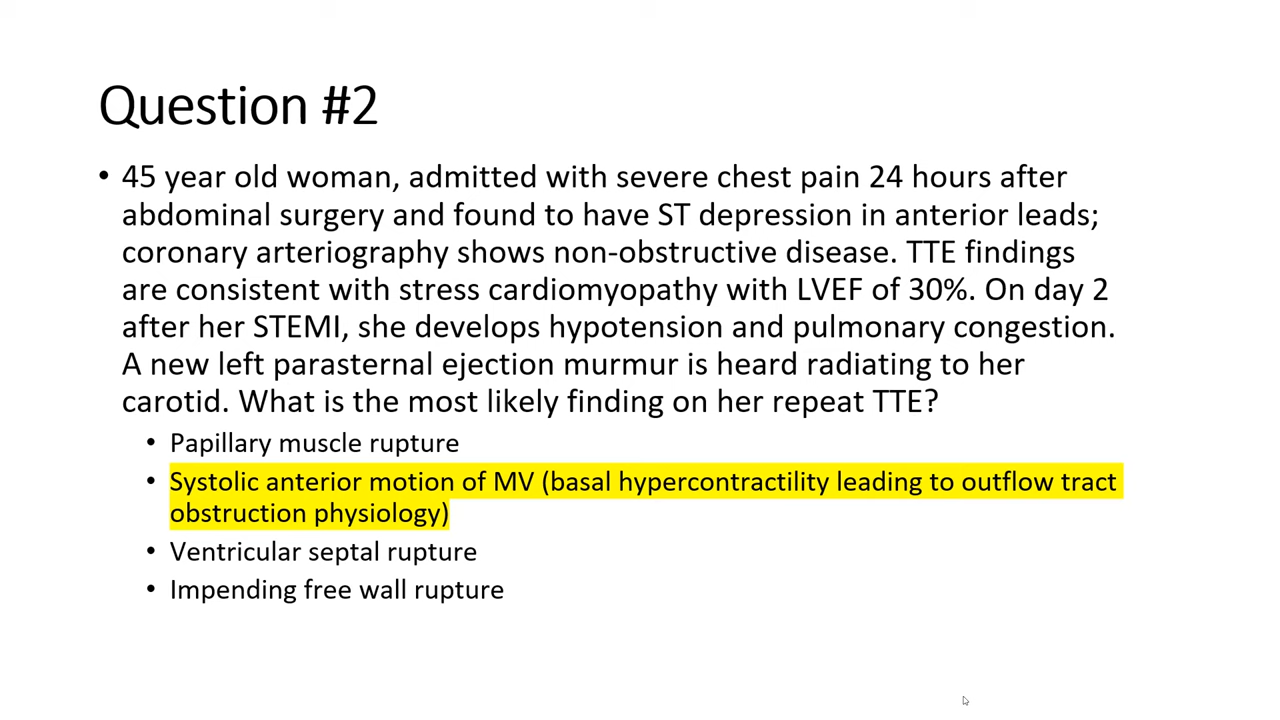 Question #2
• 45 year old woman, admitted with severe chest pain 24 hours after
abdominal surgery and found to have ST depression in anterior leads;
coronary arteriography shows non-obstructive disease. TTE findings
are consistent with stress cardiomyopathy with LVEF of 30%. On day 2
after her STEMI, she develops hypotension and pulmonary congestion.
A new left parasternal ejection murmur is heard radiating to her
carotid. What is the most likely finding on her repeat TTE?
• Papillary muscle rupture
• Systolic anterior motion of MV (basal hypercontractility leading to outflow tract
obstruction physiology)
• Ventricular septal rupture
• Impending free wall rupture